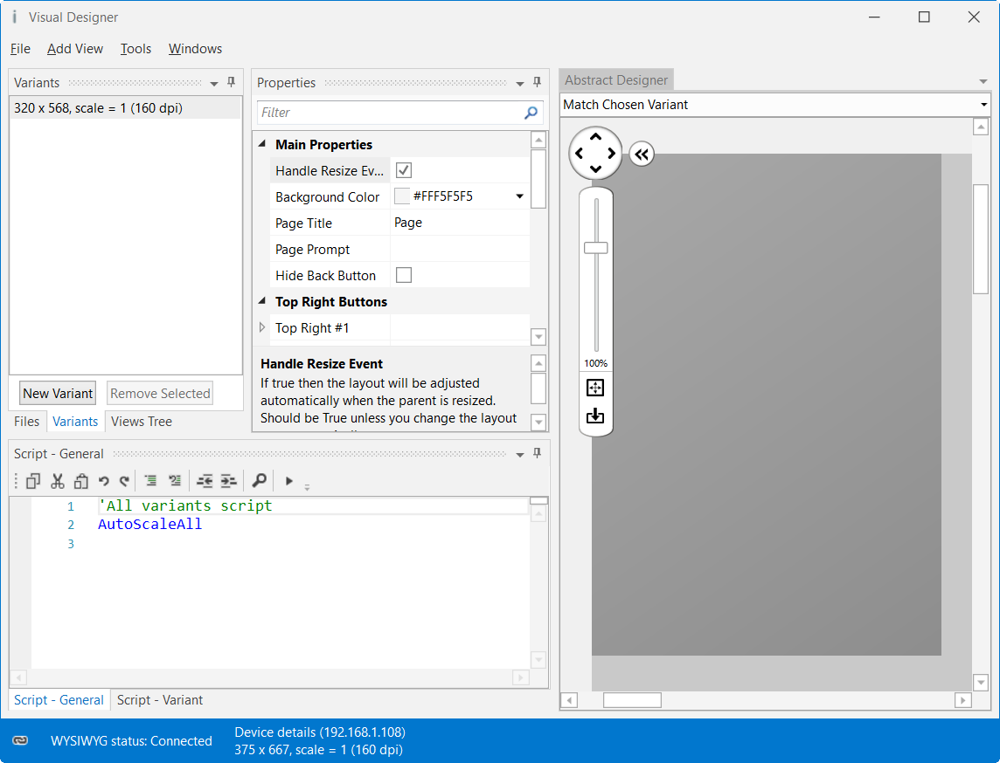 Visual Designer
File Add View Tools Windows
Variants
320 x 568, scale = 1 (160 dpi)
New Variant Remove Selected
Files Variants Views Tree
Properties
Filter
Main Properties
Handle Resize Ev...
Background Color #FFF5F5F5
Page Title Page
Page Prompt
Hide Back Button
Top Right Buttons
Top Right #1
Handle Resize Event
If true then the layout will be adjusted
automatically when the parent is resized.
Should be True unless you change the layout
Abstract Designer
Match Chosen Variant
100%
Script - General
1 'All variants script
2 AutoScaleAll
3
Script - General Script - Variant
WYSIWYG status: Connected
Device details (192.168.1.108)
375 x 667, scale = 1 (160 dpi)